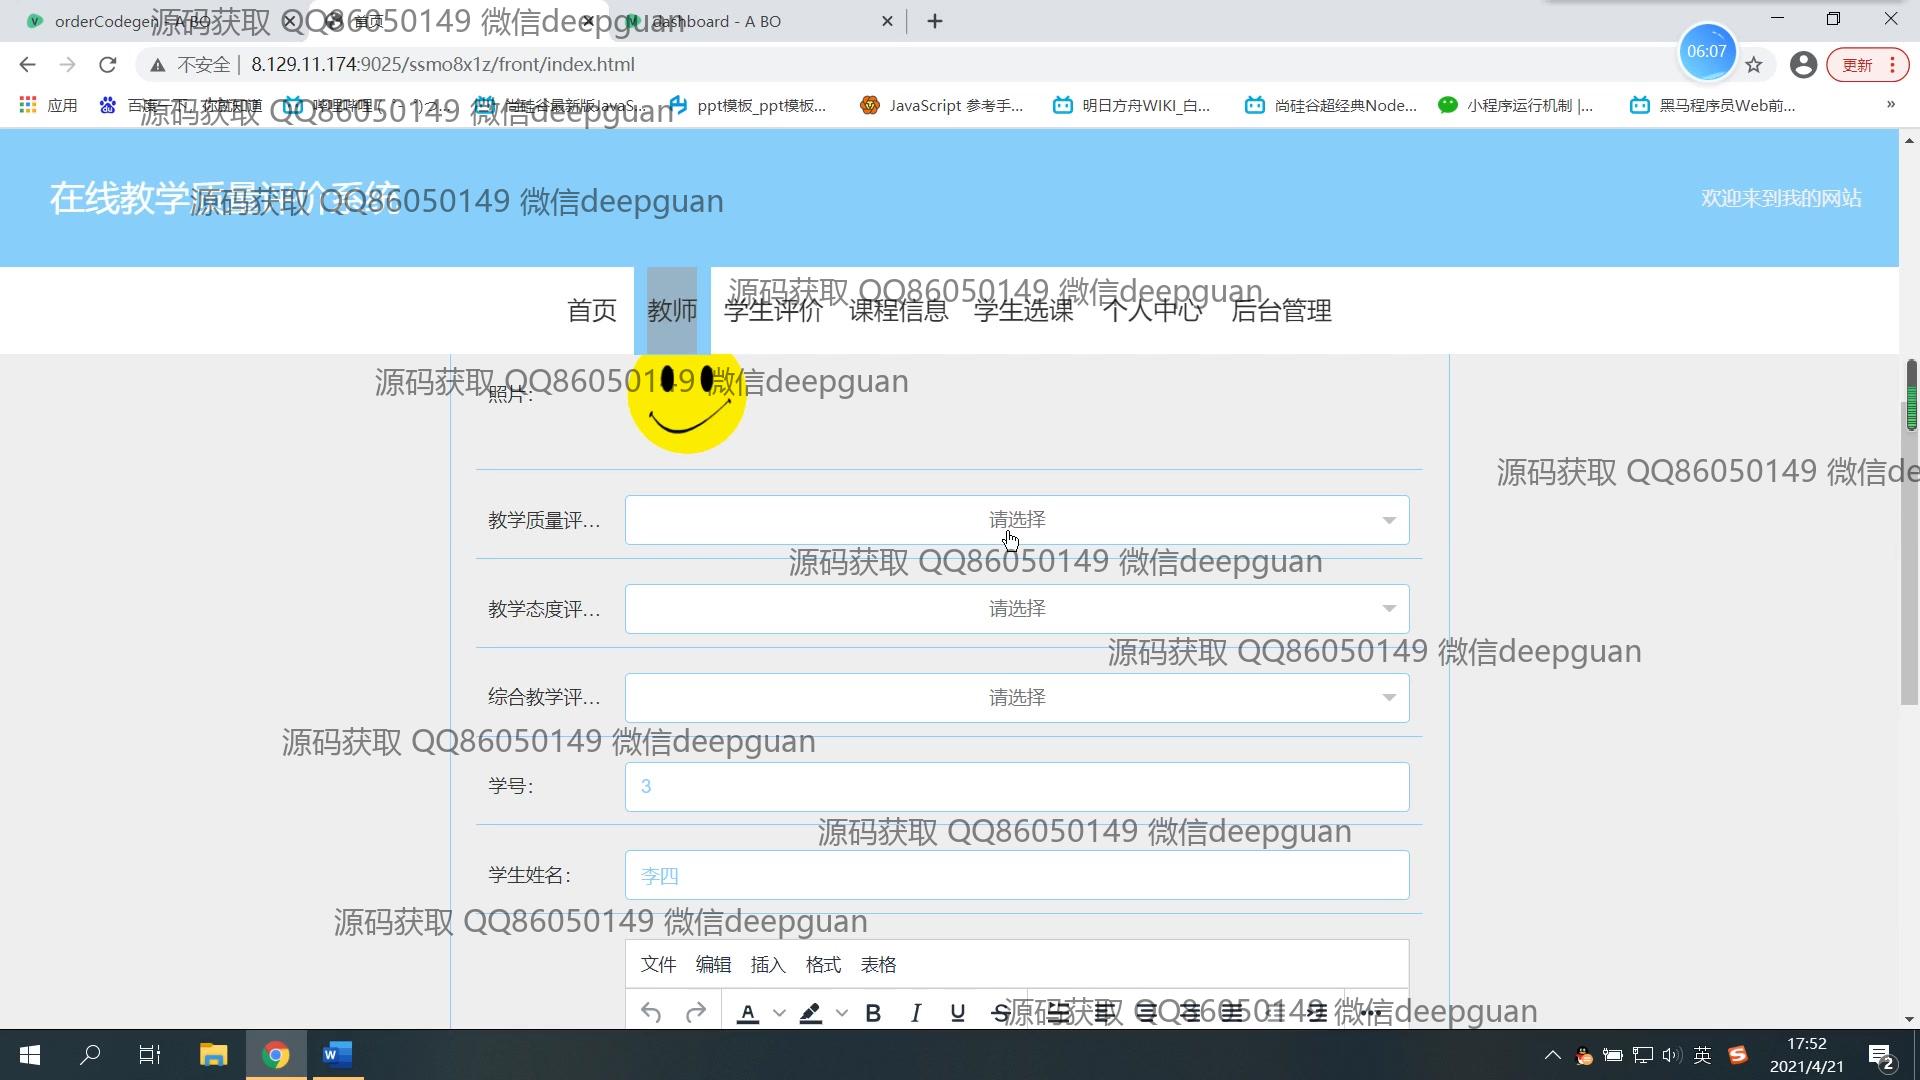 orderCodegen - A BO
首页
dashboard - A BO
源码获取 QQ86050149 微信deepguan
06:07
不安全
8.129.11.174:9025/ssmo8x1z/front/index.html
更新
应用
百度一下，你就知道
尚硅谷最新版JavaS...
ppt模板_ppt模板...
JavaScript 参考手...
明日方舟WIKI_白...
尚硅谷超经典Node...
小程序运行机制 |...
黑马程序员Web前...
»
源码获取 QQ86050149 微信deepguan
在线教学质量评价系统
源码获取 QQ86050149 微信deepguan
欢迎来到我的网站
源码获取 QQ86050149 微信deepguan
首页
教师
学生评价
课程信息
学生选课
个人中心
后台管理
源码获取 QQ86050149 微信deepguan
照片：
源码获取 QQ86050149 微信de
教学质量评...
请选择
源码获取 QQ86050149 微信deepguan
教学态度评...
请选择
源码获取 QQ86050149 微信deepguan
综合教学评...
请选择
源码获取 QQ86050149 微信deepguan
学号：
3
源码获取 QQ86050149 微信deepguan
学生姓名：
李四
源码获取 QQ86050149 微信deepguan
文件 编辑 插入 格式 表格
A B I U S
源码获取 QQ86050149 微信deepguan
英
17:52
2021/4/21
2